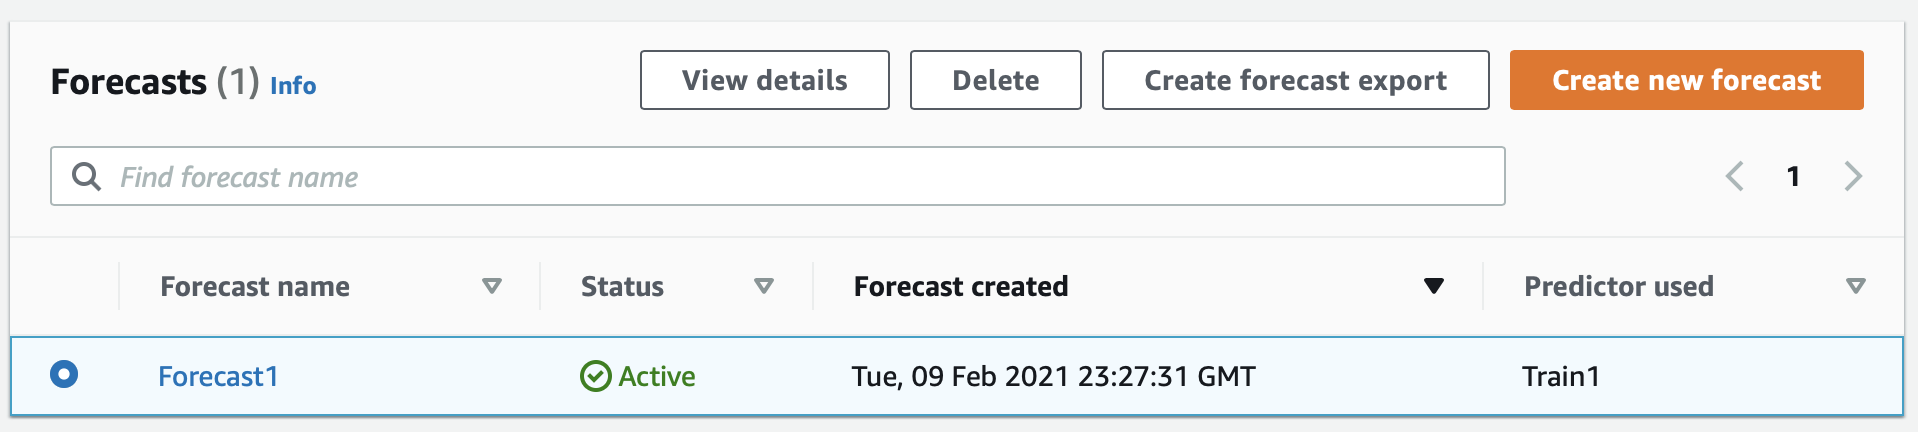 Forecasts (1) Info
View details
Delete
Create forecast export
Create new forecast
Find forecast name
1
Forecast name
Status
Forecast created
Predictor used
Forecast1
Active
Tue, 09 Feb 2021 23:27:31 GMT
Train1